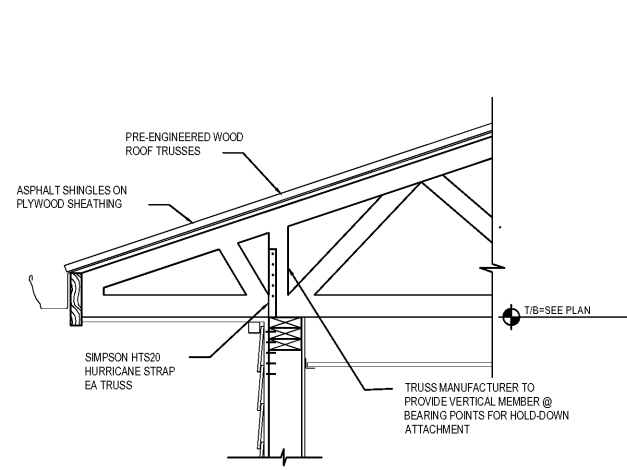 PRE-ENGINEERED WOOD
ROOF TRUSSES
ASPHALT SHINGLES ON
PLYWOOD SHEATHING
T/B=SEE PLAN
SIMPSON HTS20
HURRICANE STRAP
EA TRUSS
TRUSS MANUFACTURER TO
PROVIDE VERTICAL MEMBER @
BEARING POINTS FOR HOLD-DOWN
ATTACHMENT